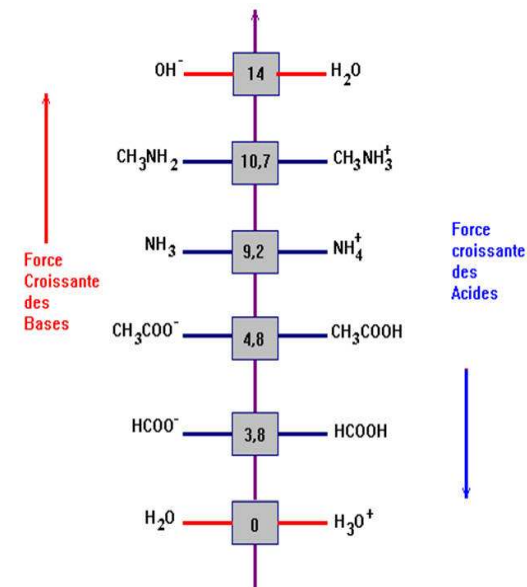 OH⁻ 14 H₂O
CH₃NH₂ 10,7 CH₃NH₃⁺
NH₃ 9,2 NH₄⁺
CH₃COO⁻ 4,8 CH₃COOH
HCOO⁻ 3,8 HCOOH
H₂O 0 H₃O⁺
Force
Croissante
des
Bases
Force
croissante
des
Acides